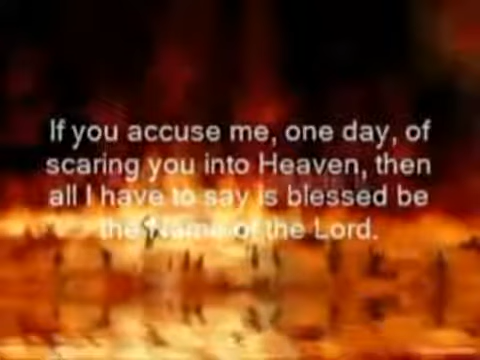 If you accuse me, one day, of
scaring you into Heaven, then
all I have to say is blessed be
the Name of the Lord.